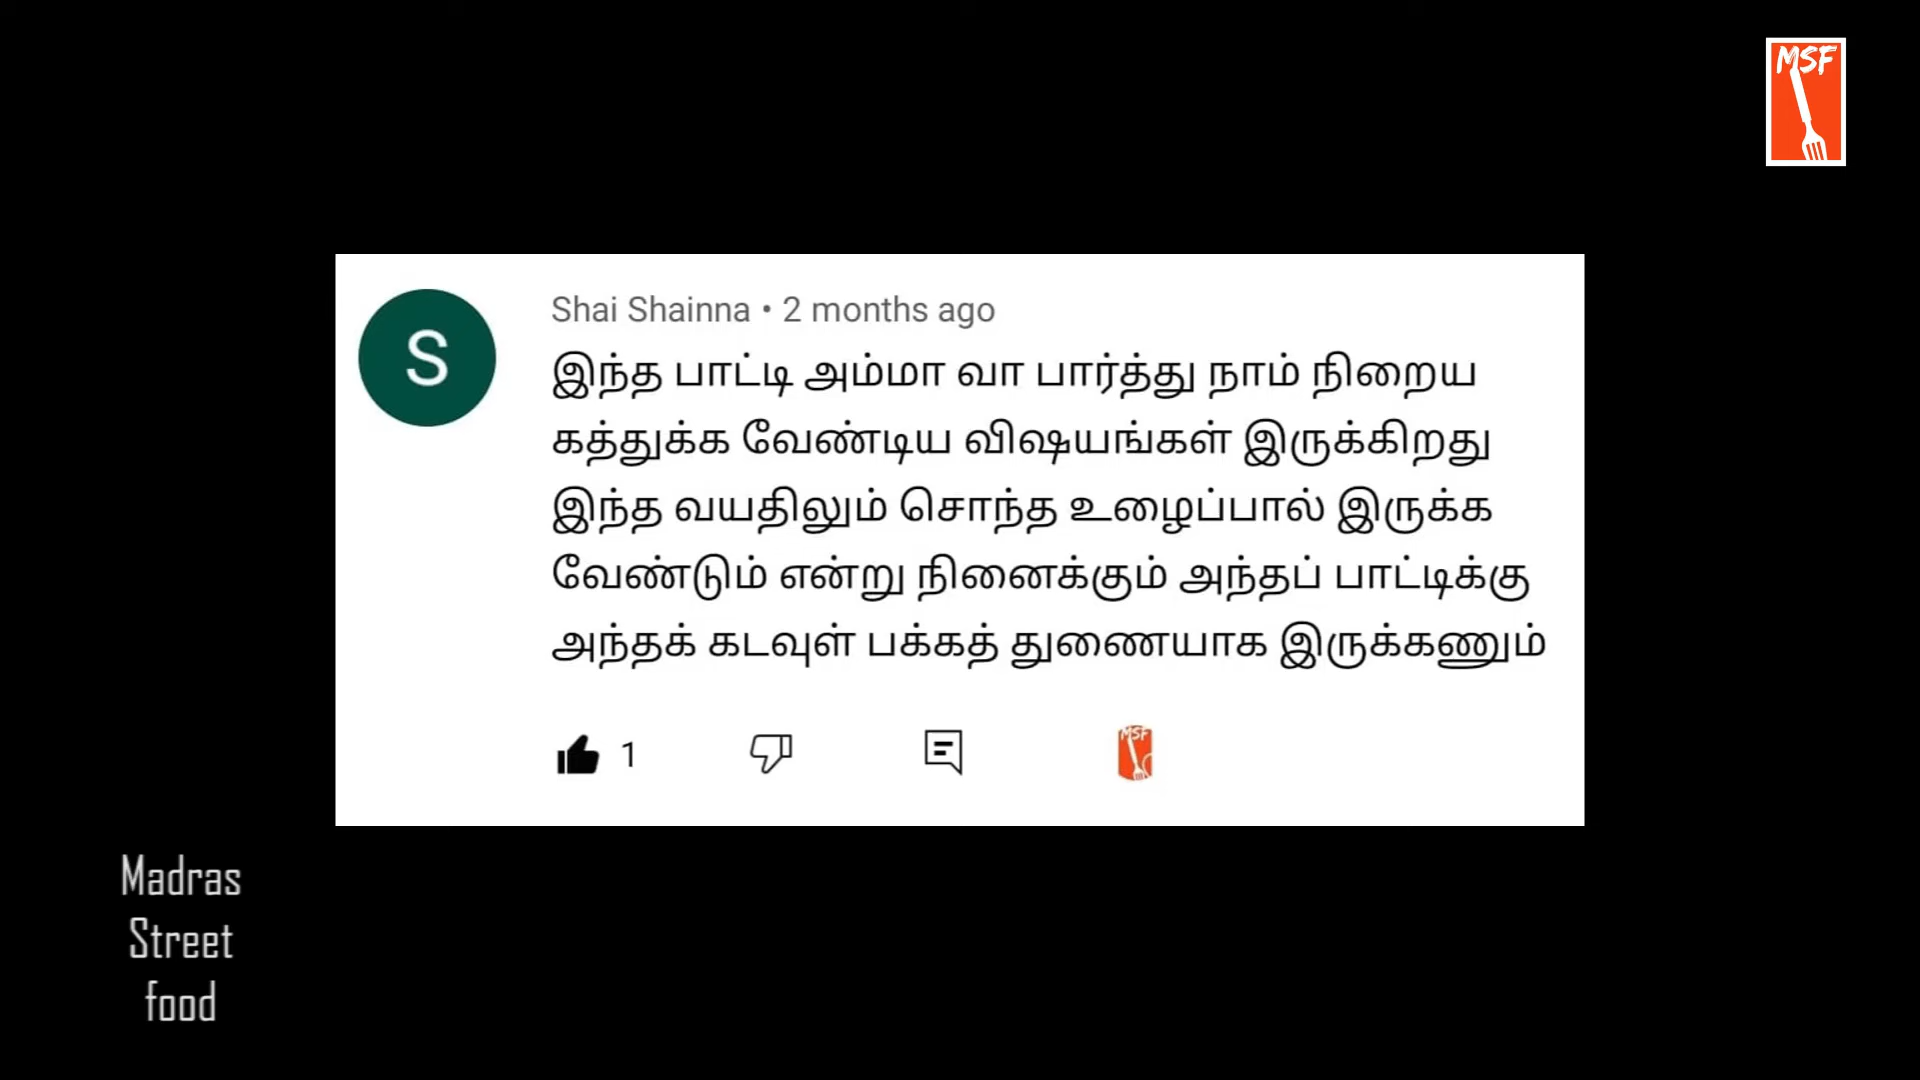 MSF
Shai Shainna • 2 months ago
இந்த பாட்டி அம்மா வா பார்த்து நாம் நிறைய
கத்துக்க வேண்டிய விஷயங்கள் இருக்கிறது
இந்த வயதிலும் சொந்த உழைப்பால் இருக்க
வேண்டும் என்று நினைக்கும் அந்தப் பாட்டிக்கு
அந்தக் கடவுள் பக்கத் துணையாக இருக்கணும்
1
MSF
Madras
Street
food